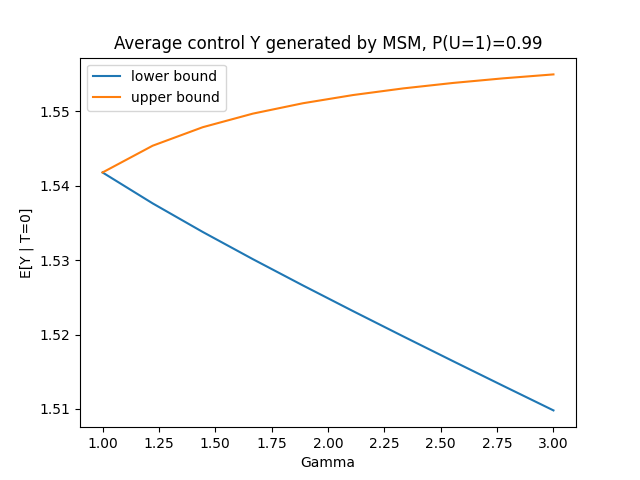 Average control Y generated by MSM, P(U=1)=0.99
lower bound
upper bound
1.55
1.54
1.53
1.52
1.51
E[Y | T=0]
1.00 1.25 1.50 1.75 2.00 2.25 2.50 2.75 3.00
Gamma